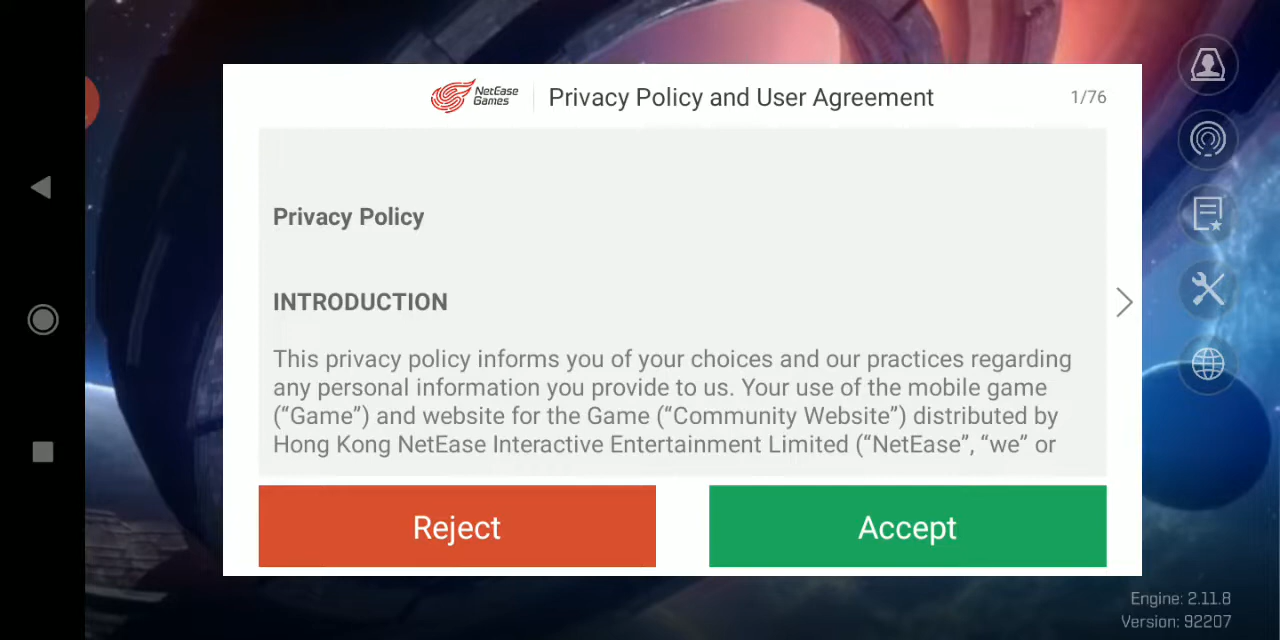 NetEase
Games
Privacy Policy and User Agreement
1/76
Privacy Policy
INTRODUCTION
This privacy policy informs you of your choices and our practices regarding
any personal information you provide to us. Your use of the mobile game
(“Game”) and website for the Game (“Community Website”) distributed by
Hong Kong NetEase Interactive Entertainment Limited (“NetEase”, “we” or
Reject
Accept
Engine: 2.11.8
Version: 92207